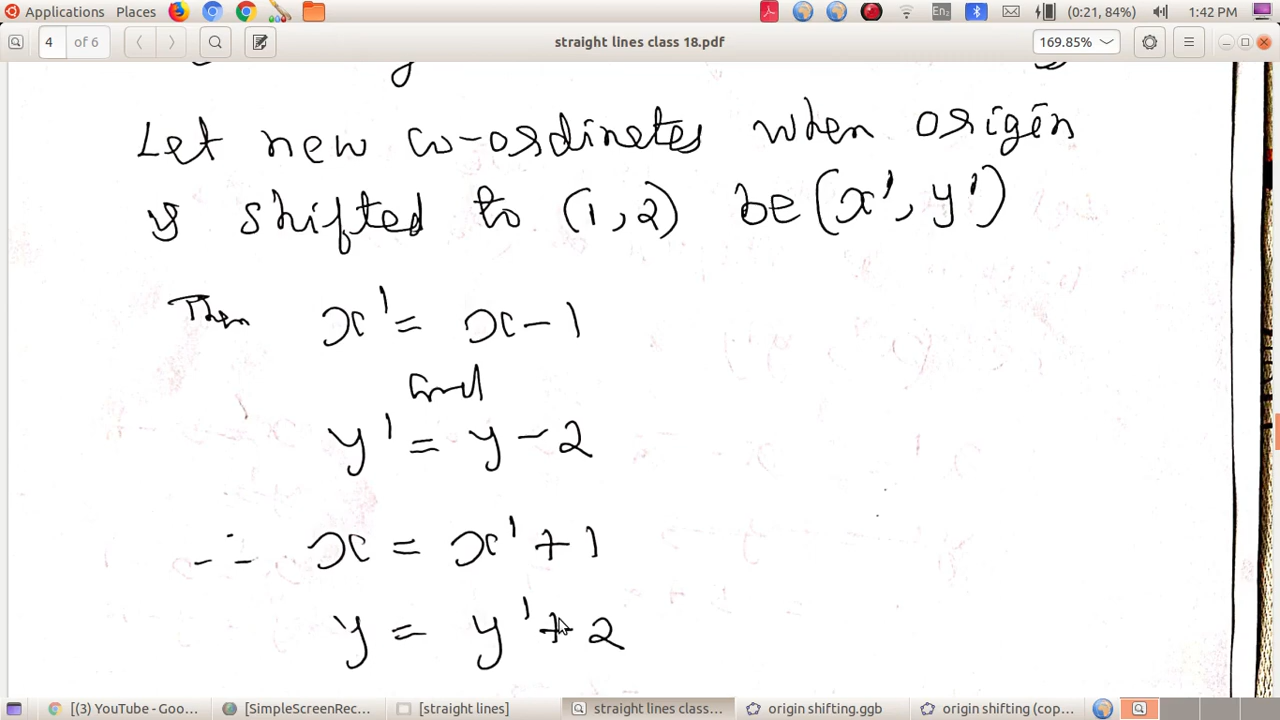 Applications Places En₂ (0:21, 84%) 1:42 PM
4 of 6 straight lines class 18.pdf 169.85%
Let new co-ordinates when origin
is shifted to (1, 2) be (x', y')
Then x' = x - 1
and
y' = y - 2
∴ x = x' + 1
y = y' + 2
[(3) YouTube - Goo... [SimpleScreenRec... [straight lines] straight lines class... origin shifting.ggb origin shifting (cop...